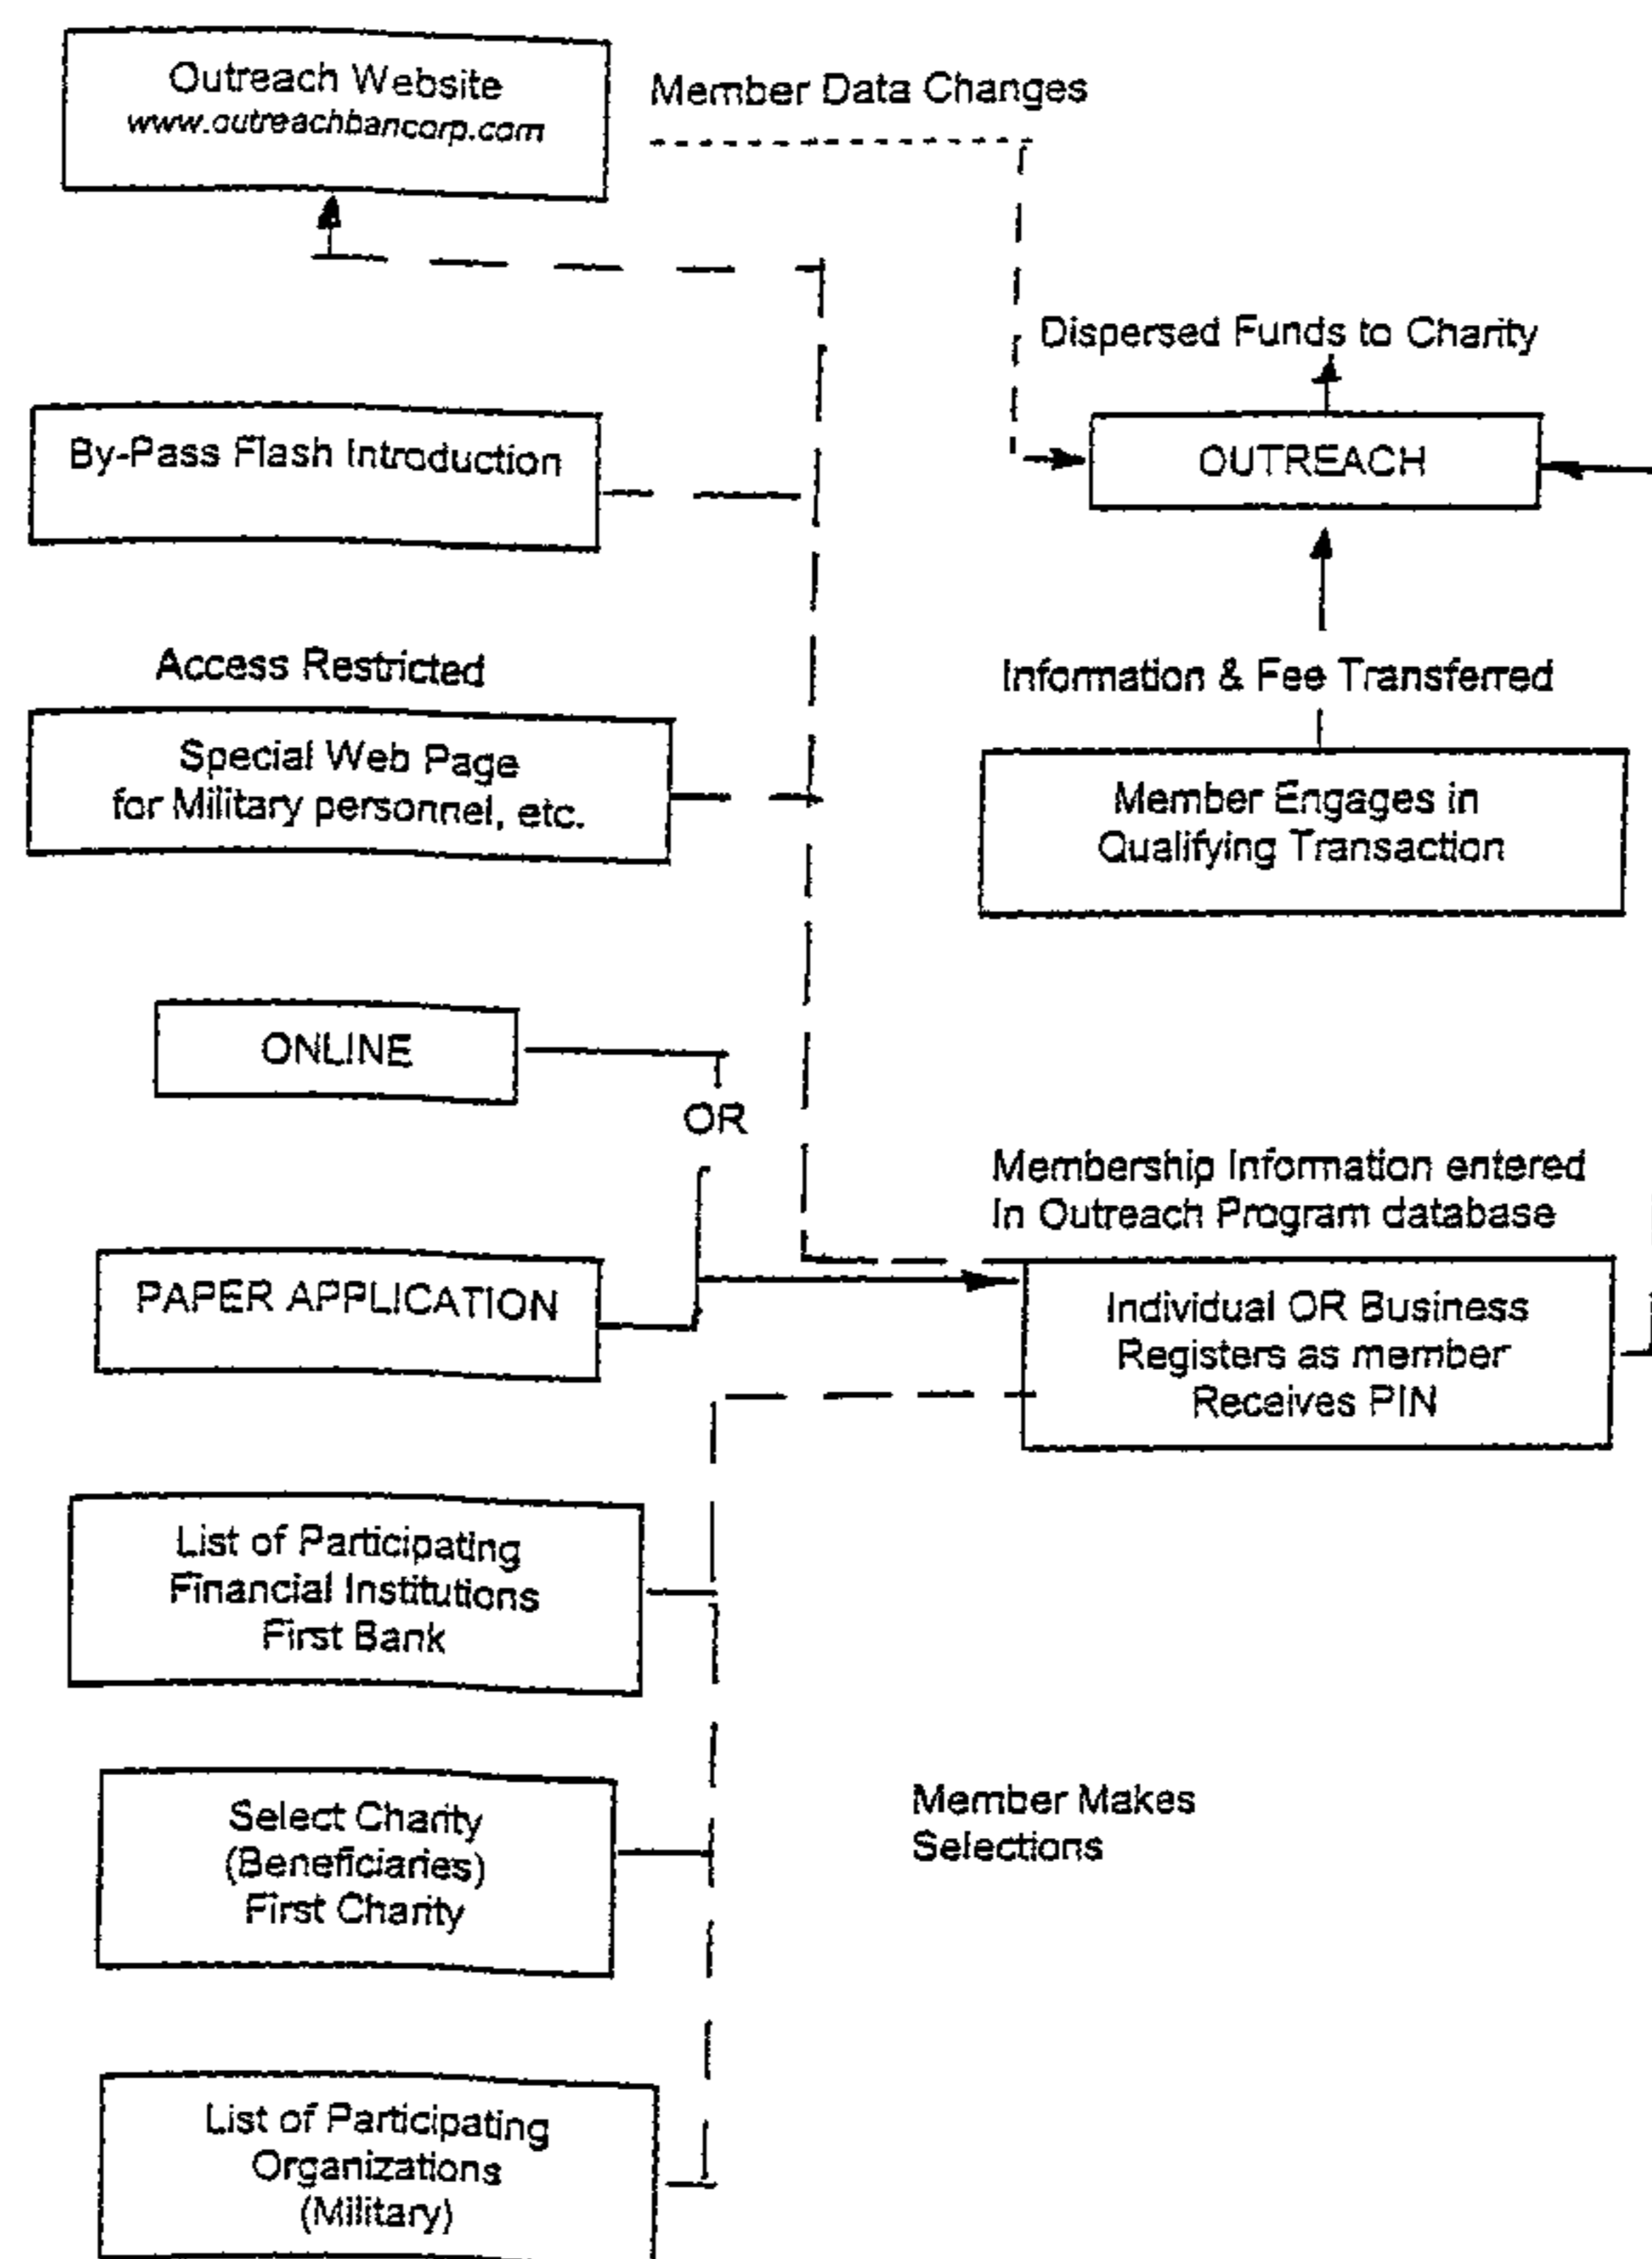 Outreach Website
www.outreachbancorp.com
Member Data Changes
Dispersed Funds to Charity
By-Pass Flash Introduction
OUTREACH
Access Restricted
Information & Fee Transferred
Special Web Page
for Military personnel, etc.
Member Engages in
Qualifying Transaction
ONLINE
OR
Membership Information entered
In Outreach Program database
PAPER APPLICATION
Individual OR Business
Registers as member
Receives PIN
List of Participating
Financial Institutions
First Bank
Select Charity
(Beneficiaries)
First Charity
Member Makes
Selections
List of Participating
Organizations
(Military)